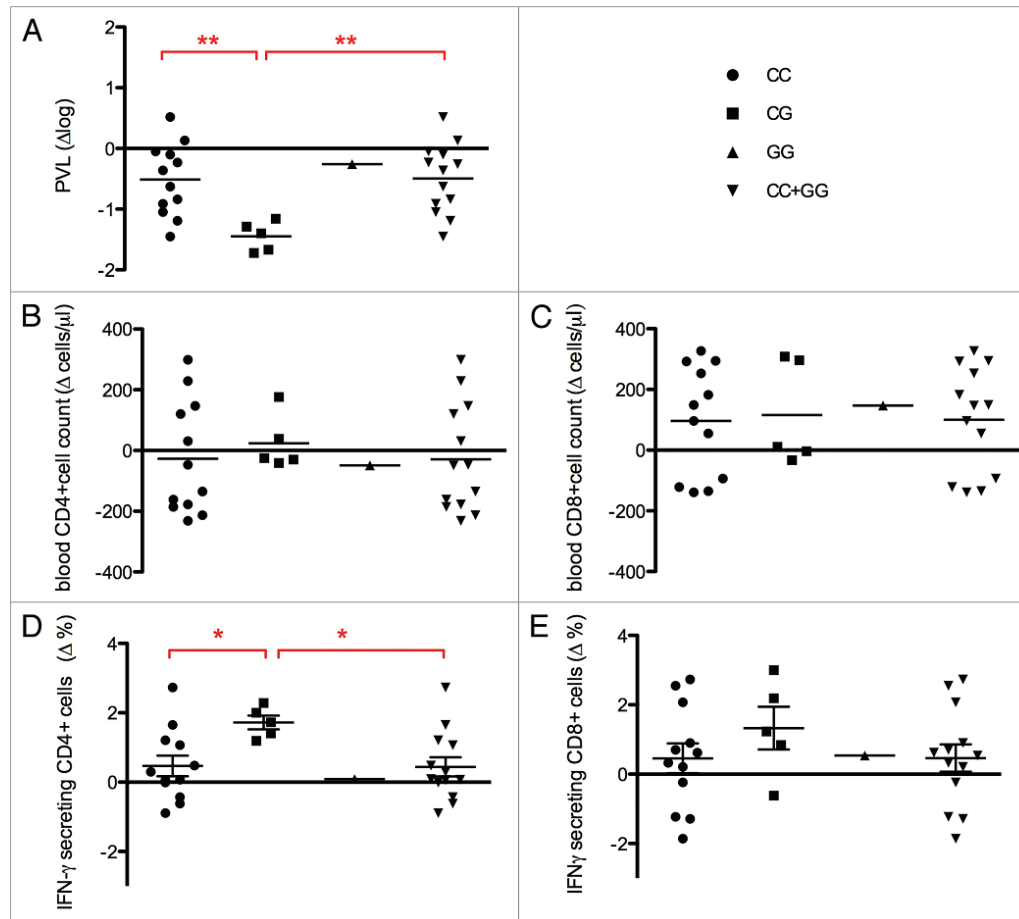 A
PVL (Δlog)
2
1
0
-1
-2
**
**
CC
CG
GG
CC+GG
B
blood CD4+cell count (Δ cells/µl)
400
200
0
-200
-400
C
blood CD8+cell count (Δ cells/µl)
400
200
0
-200
-400
D
IFN-γ secreting CD4+ cells (Δ %)
4
2
0
-2
*
*
E
IFNγ secreting CD8+ cells (Δ %)
4
2
0
-2